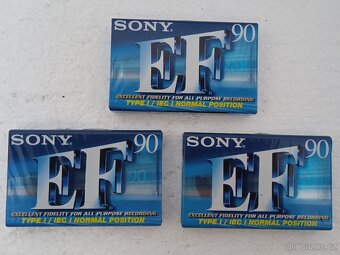 SONY
EF 90
EXCELLENT FIDELITY FOR ALL PURPOSE RECORDING
TYPE I / IEC I NORMAL POSITION
SONY
EF 90
EXCELLENT FIDELITY FOR ALL PURPOSE RECORDING
TYPE I / IEC I NORMAL POSITION
SONY
EF 90
EXCELLENT FIDELITY FOR ALL PURPOSE RECORDING
TYPE I / IEC I NORMAL POSITION